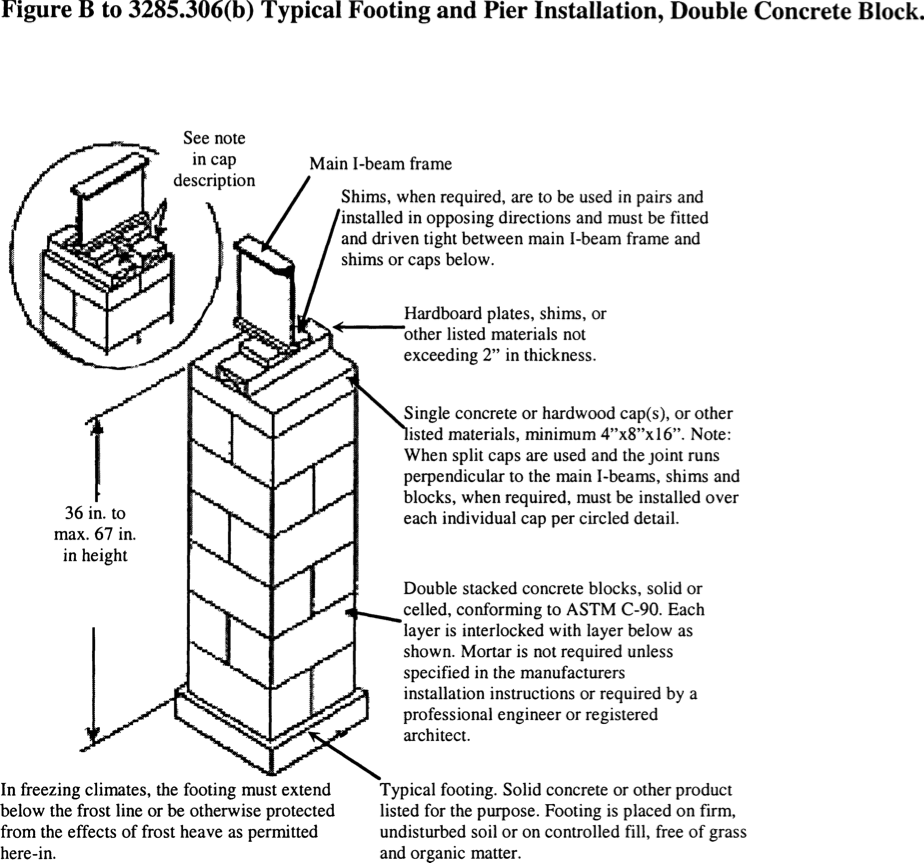 Figure B to 3285.306(b) Typical Footing and Pier Installation, Double Concrete Block.
See note
in cap
description
Main I-beam frame
Shims, when required, are to be used in pairs and
installed in opposing directions and must be fitted
and driven tight between main I-beam frame and
shims or caps below.
Hardboard plates, shims, or
other listed materials not
exceeding 2” in thickness.
Single concrete or hardwood cap(s), or other
listed materials, minimum 4”x8”x16”. Note:
When split caps are used and the joint runs
perpendicular to the main I-beams, shims and
blocks, when required, must be installed over
each individual cap per circled detail.
36 in. to
max. 67 in.
in height
Double stacked concrete blocks, solid or
celled, conforming to ASTM C-90. Each
layer is interlocked with layer below as
shown. Mortar is not required unless
specified in the manufacturers
installation instructions or required by a
professional engineer or registered
architect.
In freezing climates, the footing must extend
below the frost line or be otherwise protected
from the effects of frost heave as permitted
here-in.
Typical footing. Solid concrete or other product
listed for the purpose. Footing is placed on firm,
undisturbed soil or on controlled fill, free of grass
and organic matter.